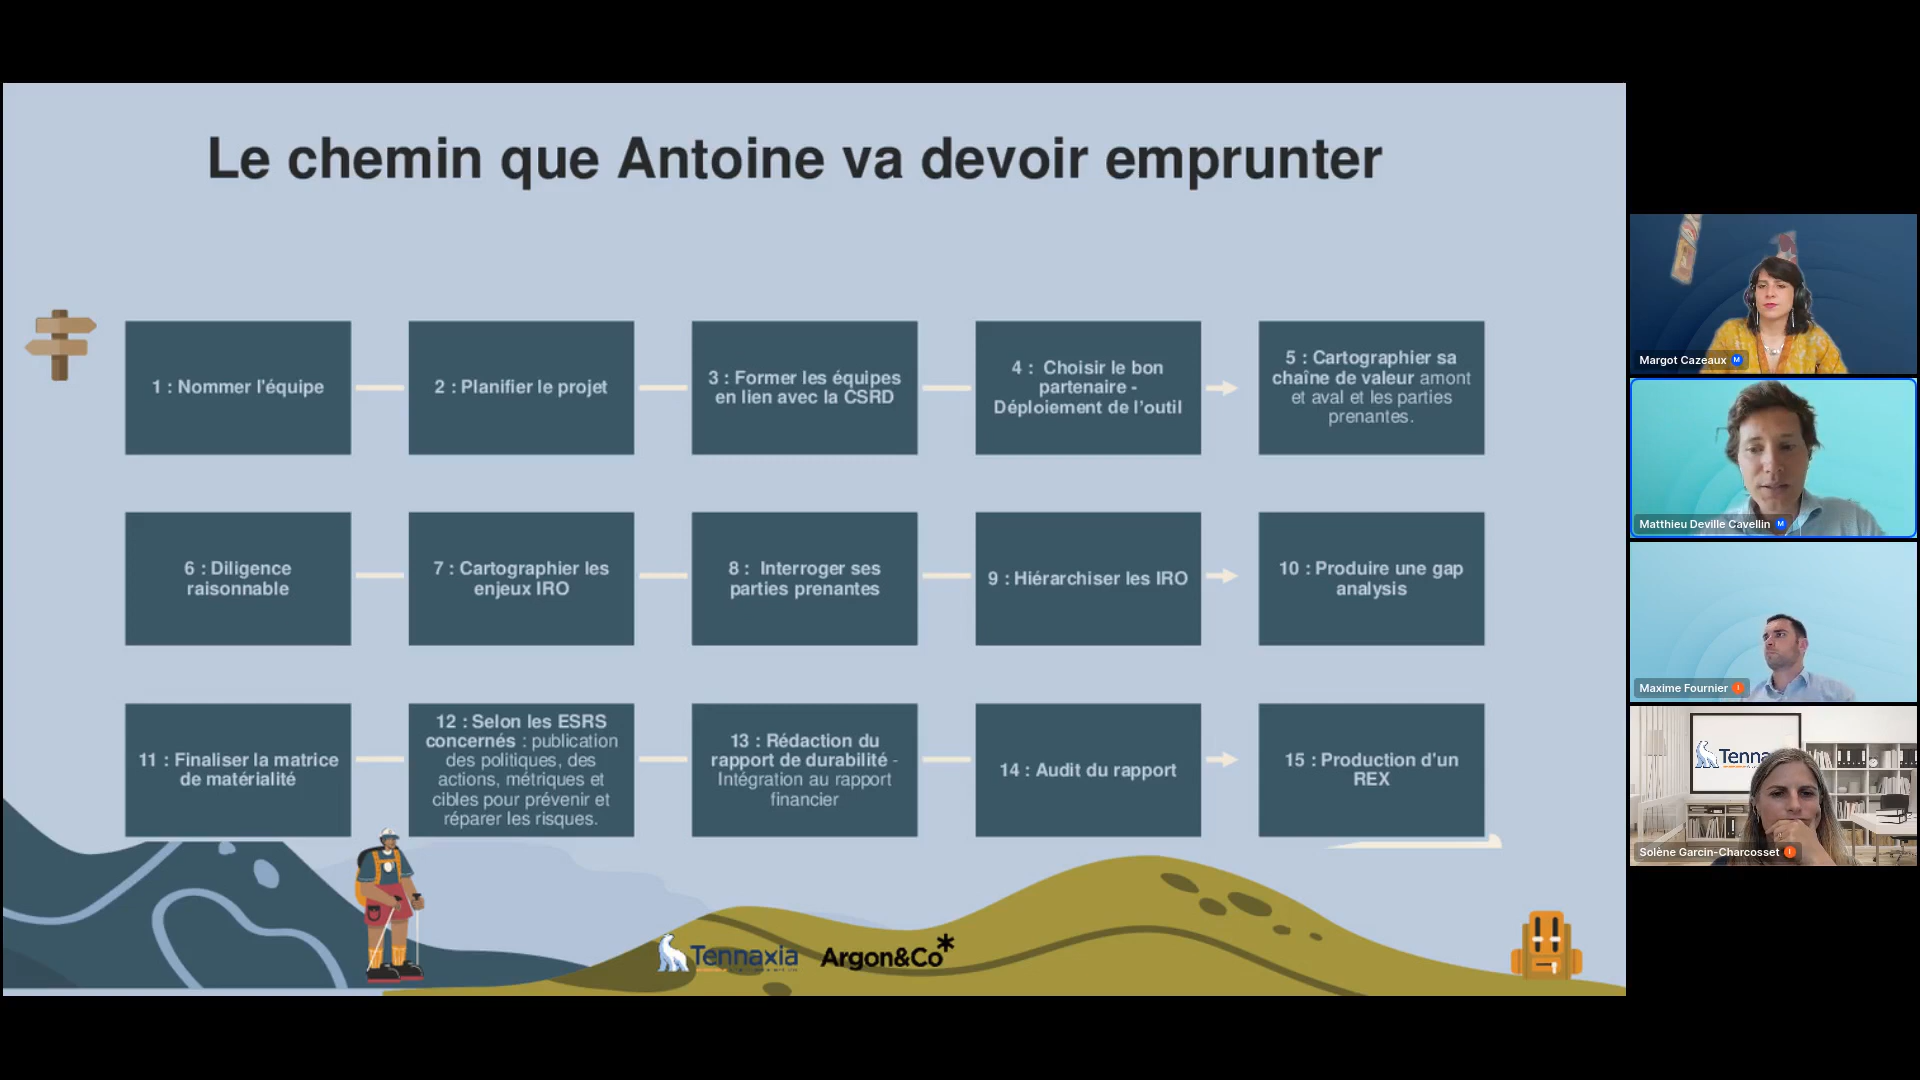 Le chemin que Antoine va devoir emprunter
1 : Nommer l'équipe
2 : Planifier le projet
3 : Former les équipes
en lien avec la CSRD
4 :  Choisir le bon
partenaire -
Déploiement de l'outil
5 : Cartographier sa
chaîne de valeur amont
et aval et les parties
prenantes.
6 : Diligence
raisonnable
7 : Cartographier les
enjeux IRO
8 :  Interroger ses
parties prenantes
9 : Hiérarchiser les IRO
10 : Produire une gap
analysis
11 : Finaliser la matrice
de matérialité
12 : Selon les ESRS
concernés : publication
des politiques, des
actions, métriques et
cibles pour prévenir et
réparer les risques.
13 : Rédaction du
rapport de durabilité -
Intégration au rapport
financier
14 : Audit du rapport
15 : Production d'un
REX
Tennaxia
Argon&Co*
Margot Cazeaux M
Matthieu Deville Cavellin M
Maxime Fournier I
Tenna
Solène Garcin-Charcosset I